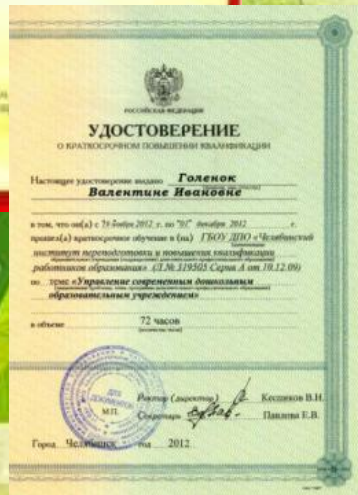 РОССИЙСКАЯ ФЕДЕРАЦИЯ
УДОСТОВЕРЕНИЕ
О КРАТКОСРОЧНОМ ПОВЫШЕНИИ КВАЛИФИКАЦИИ
Настоящее удостоверение выдано Голенок
Валентине Ивановне
в том, что он(а) с 2012 г. по "01" декабря 2012 г.
прошел(а) краткосрочное обучение в (на) ГБОУ ДПО «Челябинский
институт переподготовки и повышения квалификации
работников образования» (Л № 319505 Серия А от 10.12.09)
по теме «Управление современным дошкольным
образовательным учреждением»
в объеме 72 часов
ДЛЯ ДОКУМЕНТОВ
Ректор (директор) Кеспиков В.Н.
М.П. Секретарь Павлова Е.В.
Город Челябинск год 2012